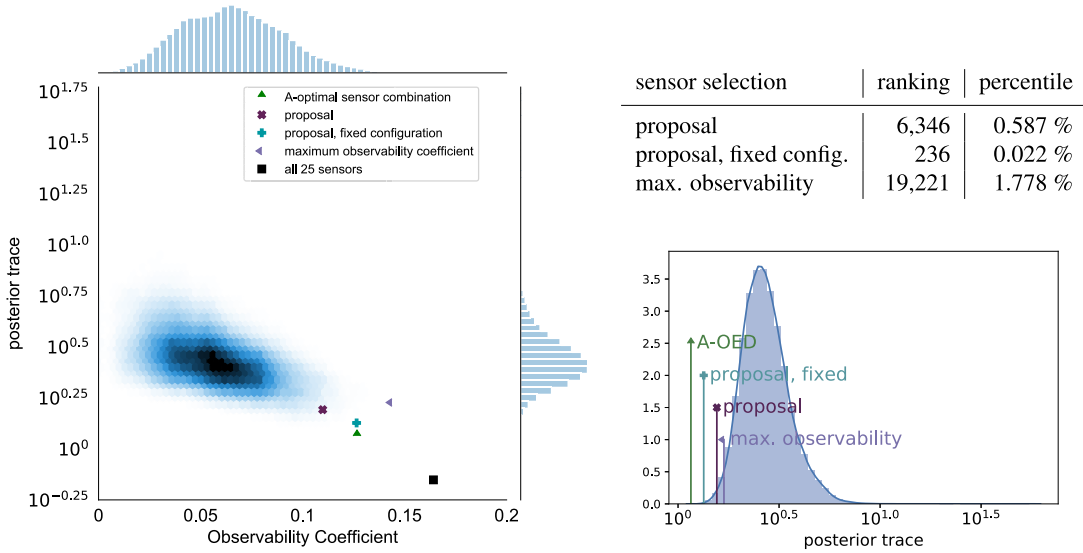 10^1.75
10^1.5
10^1.25
10^1.0
10^0.75
10^0.5
10^0.25
10^0
10^−0.25
posterior trace
0 0.05 0.1 0.15 0.2
Observability Coefficient
A-optimal sensor combination
proposal
proposal, fixed configuration
maximum observability coefficient
all 25 sensors
sensor selection ranking percentile
proposal 6,346 0.587 %
proposal, fixed config. 236 0.022 %
max. observability 19,221 1.778 %
3.5
3.0
2.5
2.0
1.5
1.0
0.5
0.0
A-OED
proposal, fixed
proposal
max. observability
10^0 10^0.5 10^1.0 10^1.5
posterior trace